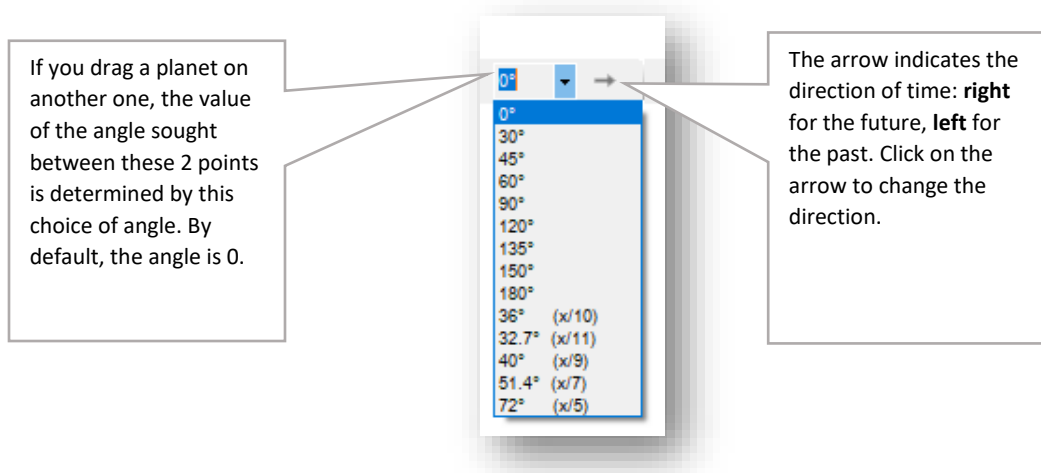 If you drag a planet on
another one, the value
of the angle sought
between these 2 points
is determined by this
choice of angle. By
default, the angle is 0.
0°
0°
30°
45°
60°
90°
120°
135°
150°
180°
36° (x/10)
32.7° (x/11)
40° (x/9)
51.4° (x/7)
72° (x/5)
The arrow indicates the
direction of time: right
for the future, left for
the past. Click on the
arrow to change the
direction.